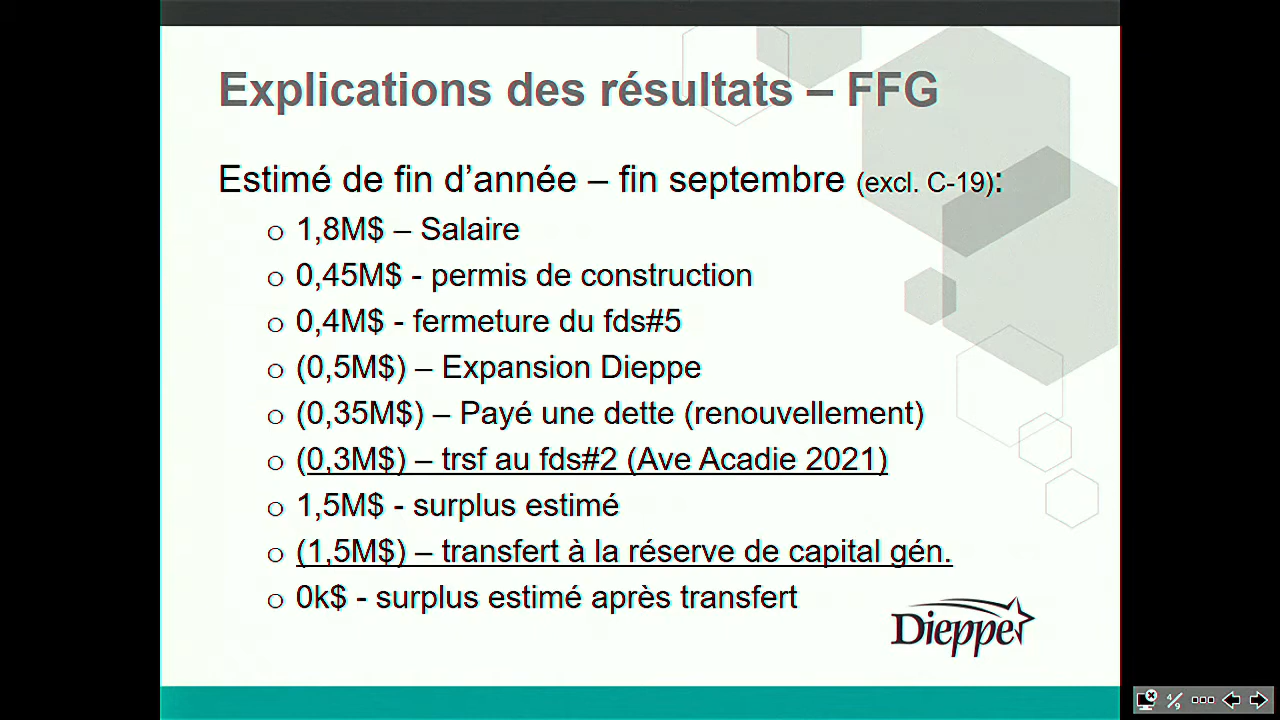 Explications des résultats – FFG
Estimé de fin d’année – fin septembre (excl. C-19):
o 1,8M$ – Salaire
o 0,45M$ - permis de construction
o 0,4M$ - fermeture du fds#5
o (0,5M$) – Expansion Dieppe
o (0,35M$) – Payé une dette (renouvellement)
o (0,3M$) – trsf au fds#2 (Ave Acadie 2021)
o 1,5M$ - surplus estimé
o (1,5M$) – transfert à la réserve de capital gén.
o 0k$ - surplus estimé après transfert
Dieppe
4/9